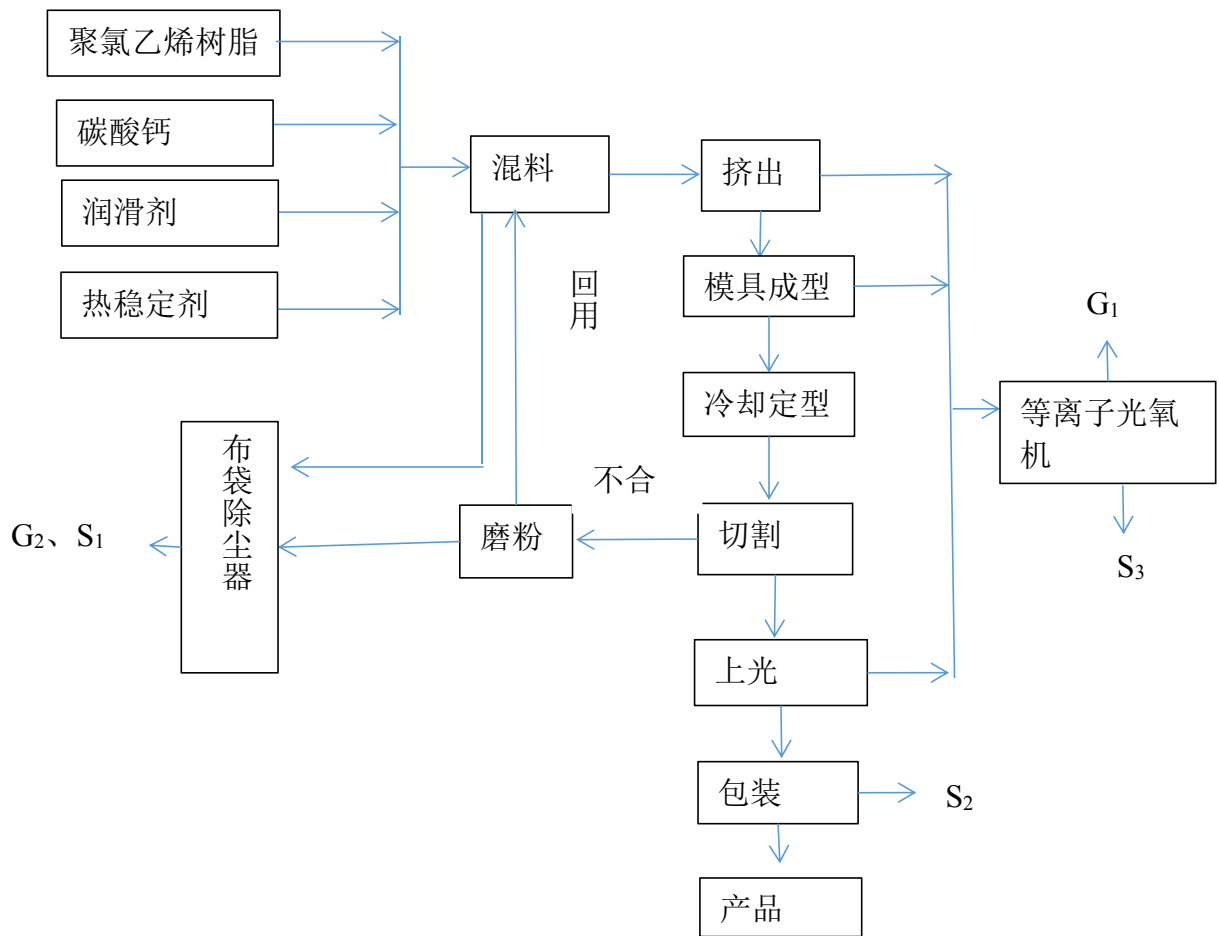 聚氯乙烯树脂
碳酸钙
润滑剂
热稳定剂
混料
挤出
回用
模具成型
G₁
冷却定型
等离子光氧
机
布袋除尘器
不合
G₂、S₁
磨粉
切割
S₃
上光
包装
S₂
产品